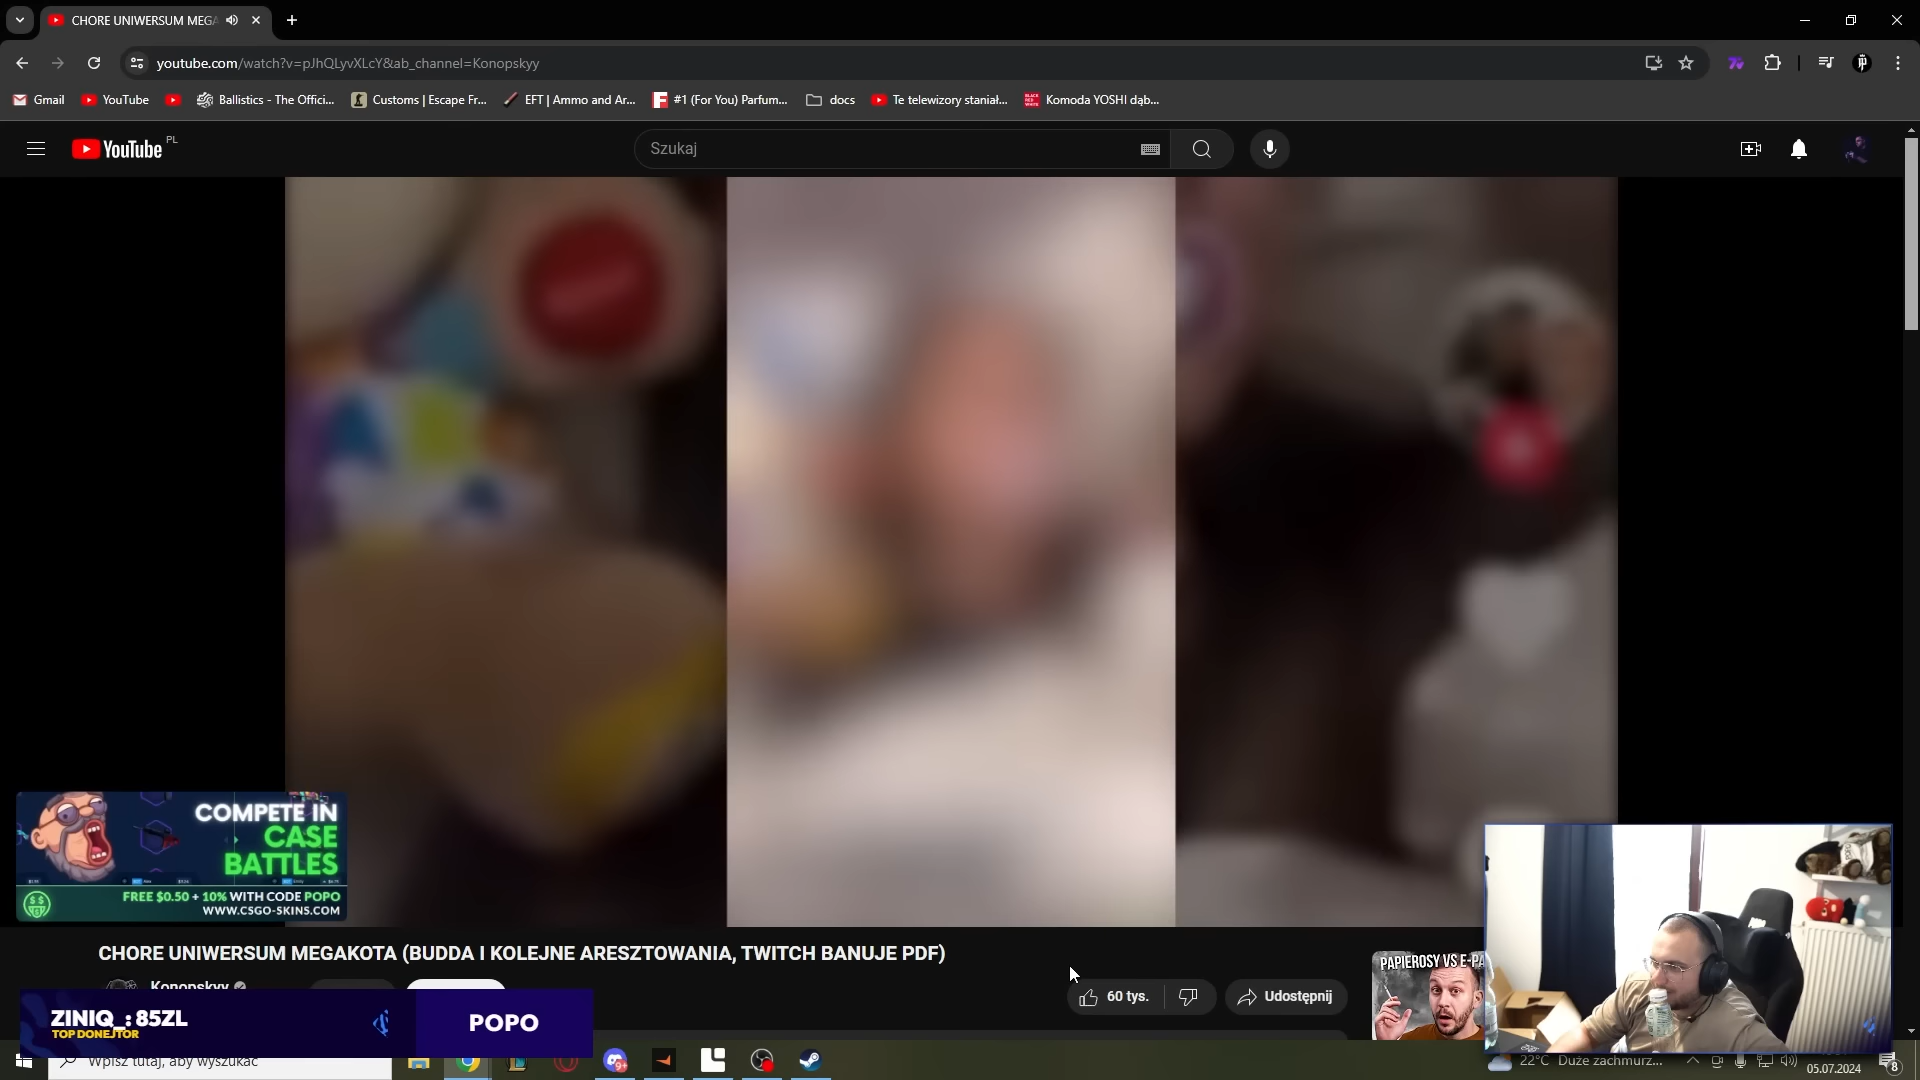 CHORE UNIWERSUM MEGA
youtube.com/watch?v=pJhQLyvXLcY&ab_channel=Konopskyy
Gmail
YouTube
Ballistics - The Offici...
Customs | Escape Fr...
EFT | Ammo and Ar...
#1 (For You) Parfum...
docs
Te telewizory staniał...
Komoda YOSHI dąb...
YouTube PL
Szukaj
COMPETE IN
CASE
BATTLES
FREE $0.50 + 10% WITH CODE POPO
WWW.CSGO-SKINS.COM
CHORE UNIWERSUM MEGAKOTA (BUDDA I KOLEJNE ARESZTOWANIA, TWITCH BANUJE PDF)
Konopskyy
60 tys.
Udostępnij
PAPIEROSY VS E-PA
ZINIQ_: 85ZL
TOP DONEJTOR
POPO
Wpisz tutaj, aby wyszukać
22°C Duże zachmurz...
05.07.2024
8